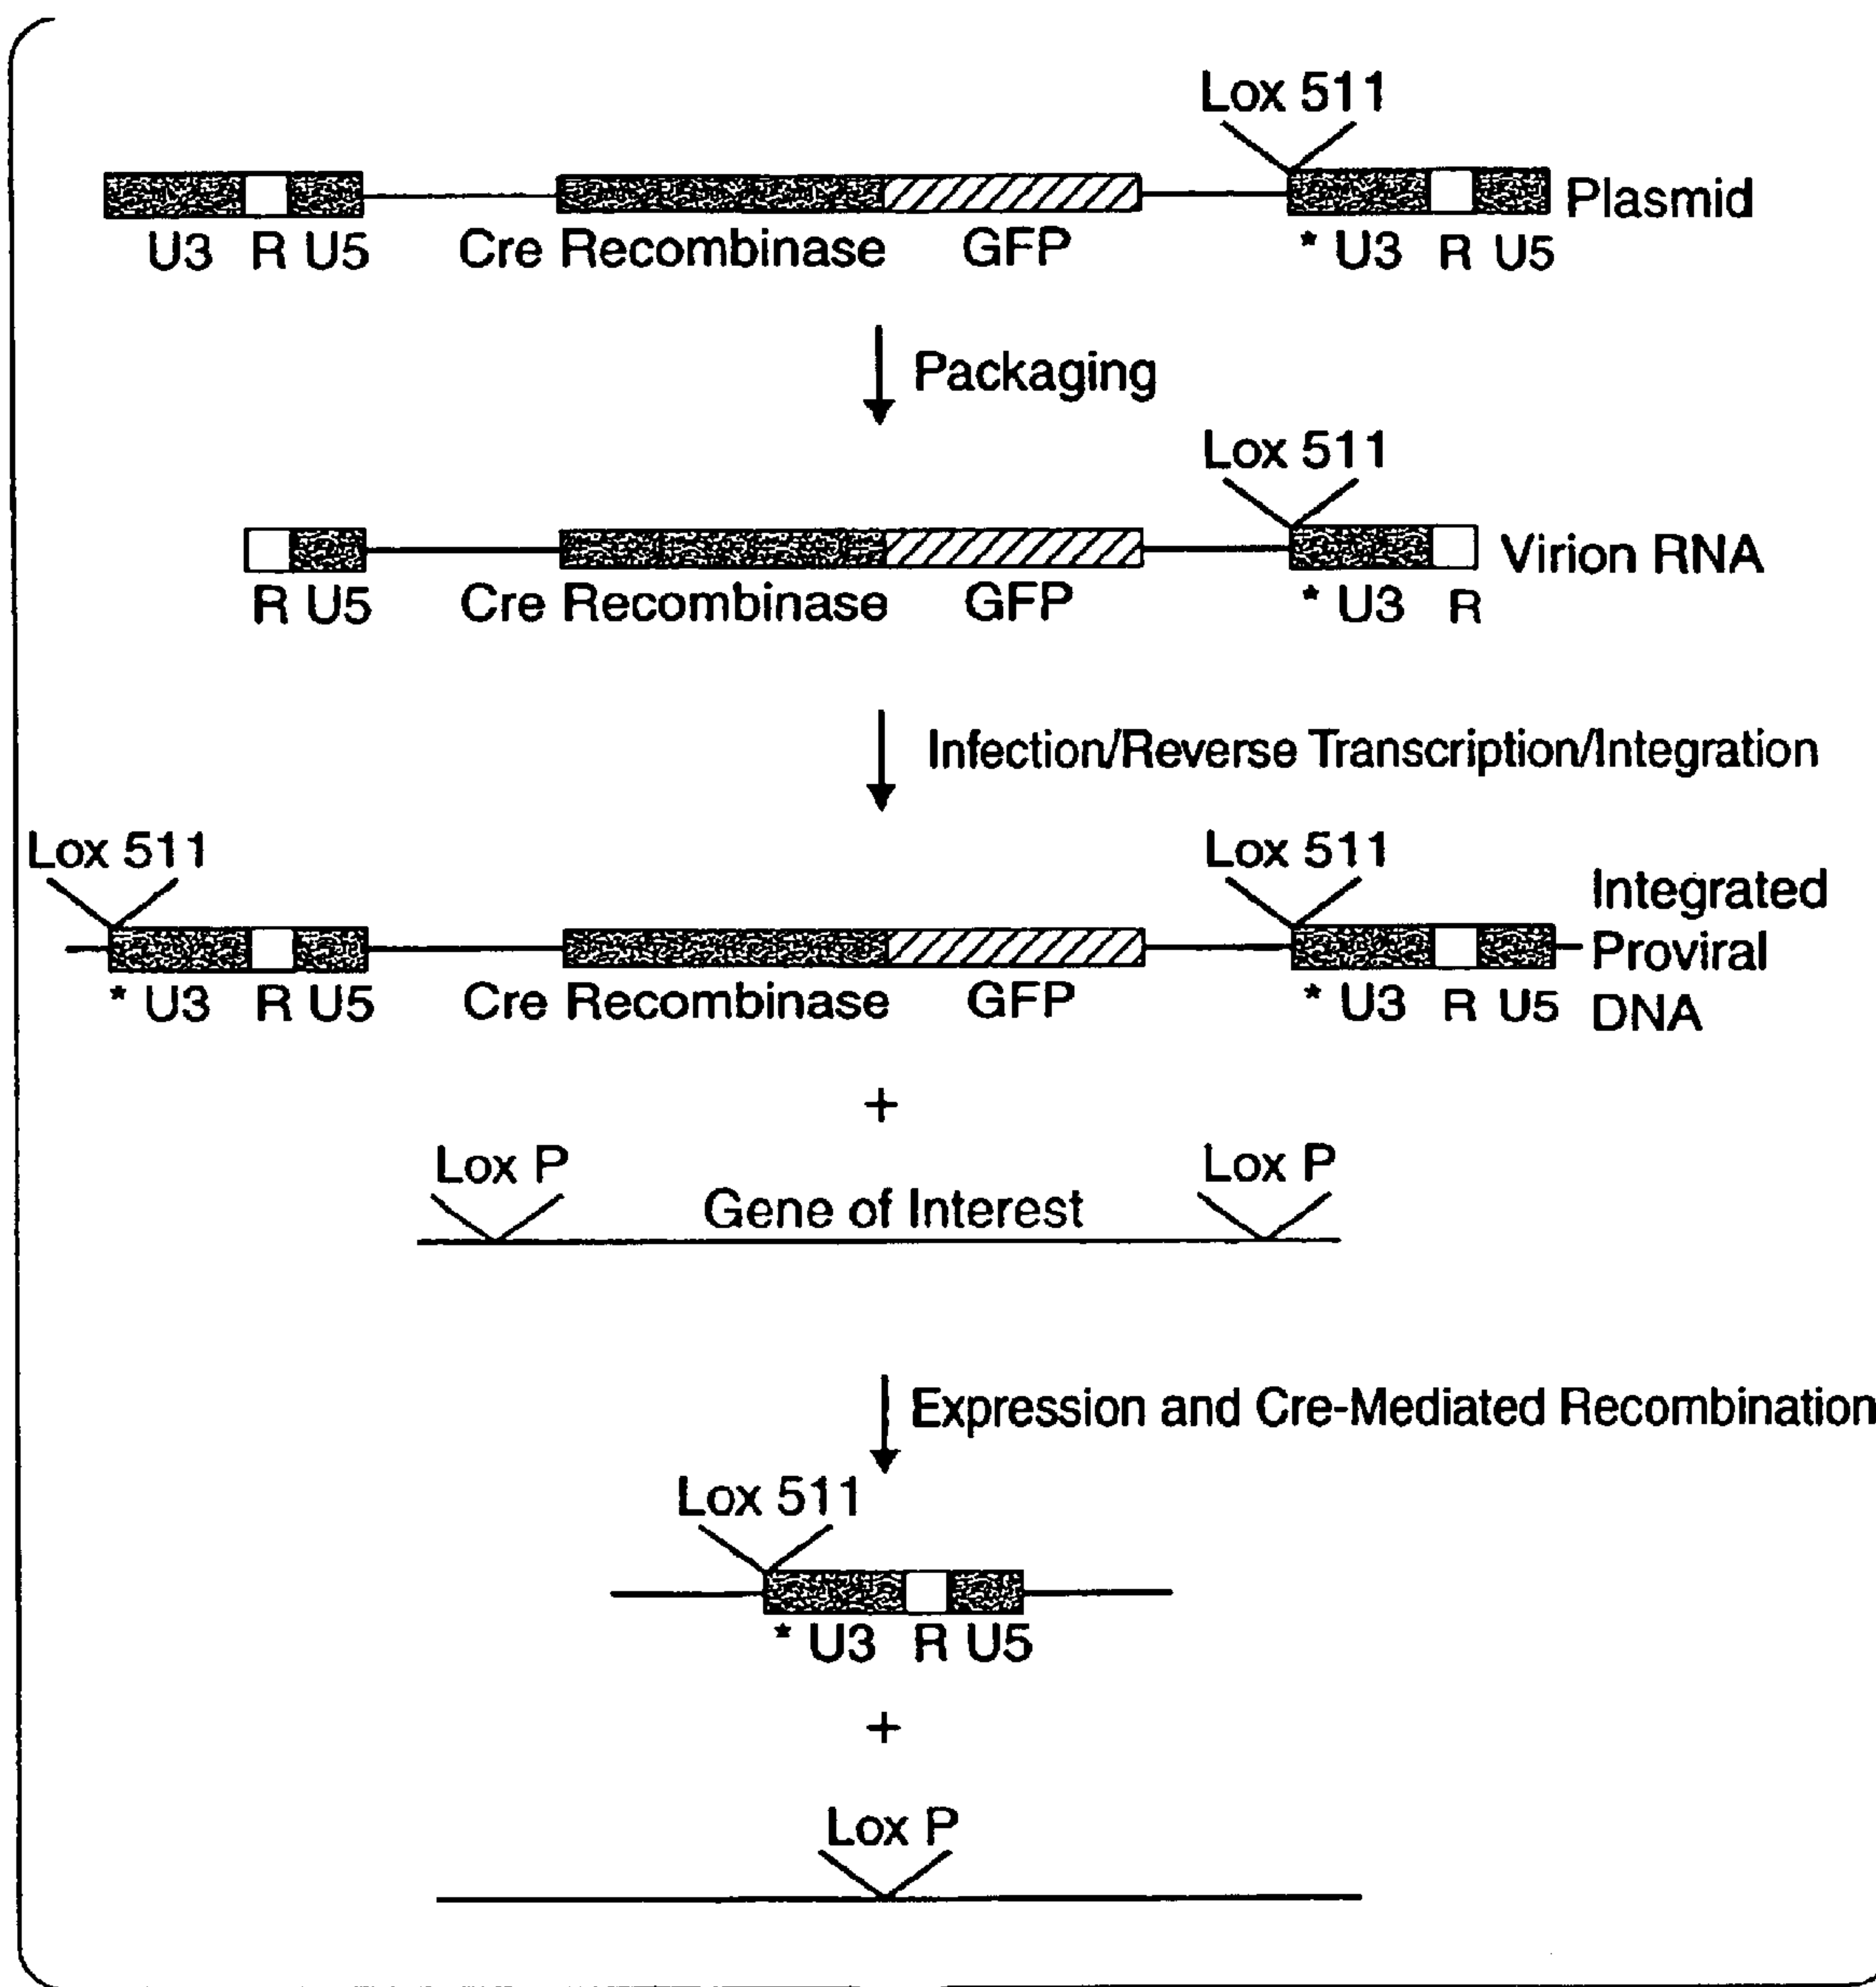 Lox 511
Plasmid
U3 R U5 Cre Recombinase GFP * U3 R U5
Packaging
Lox 511
Virion RNA
R U5 Cre Recombinase GFP * U3 R
Infection/Reverse Transcription/Integration
Lox 511 Lox 511
Integrated
Proviral
DNA
* U3 R U5 Cre Recombinase GFP * U3 R U5
+
Lox P Lox P
Gene of Interest
Expression and Cre-Mediated Recombination
Lox 511
* U3 R U5
+
Lox P